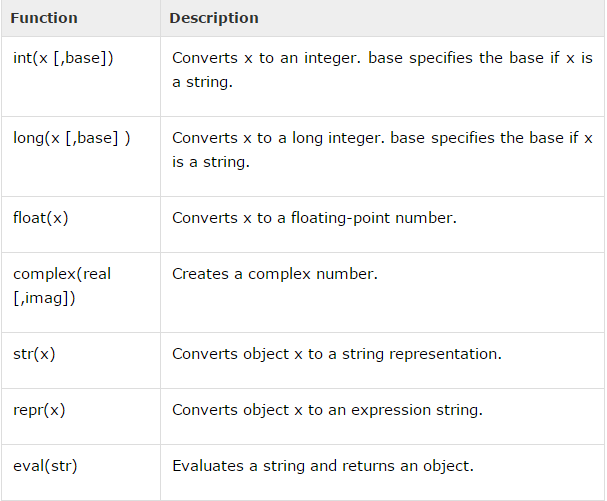 Function Description
int(x [,base]) Converts x to an integer. base specifies the base if x is
a string.
long(x [,base] ) Converts x to a long integer. base specifies the base if x
is a string.
float(x) Converts x to a floating-point number.
complex(real Creates a complex number.
[,imag])
str(x) Converts object x to a string representation.
repr(x) Converts object x to an expression string.
eval(str) Evaluates a string and returns an object.